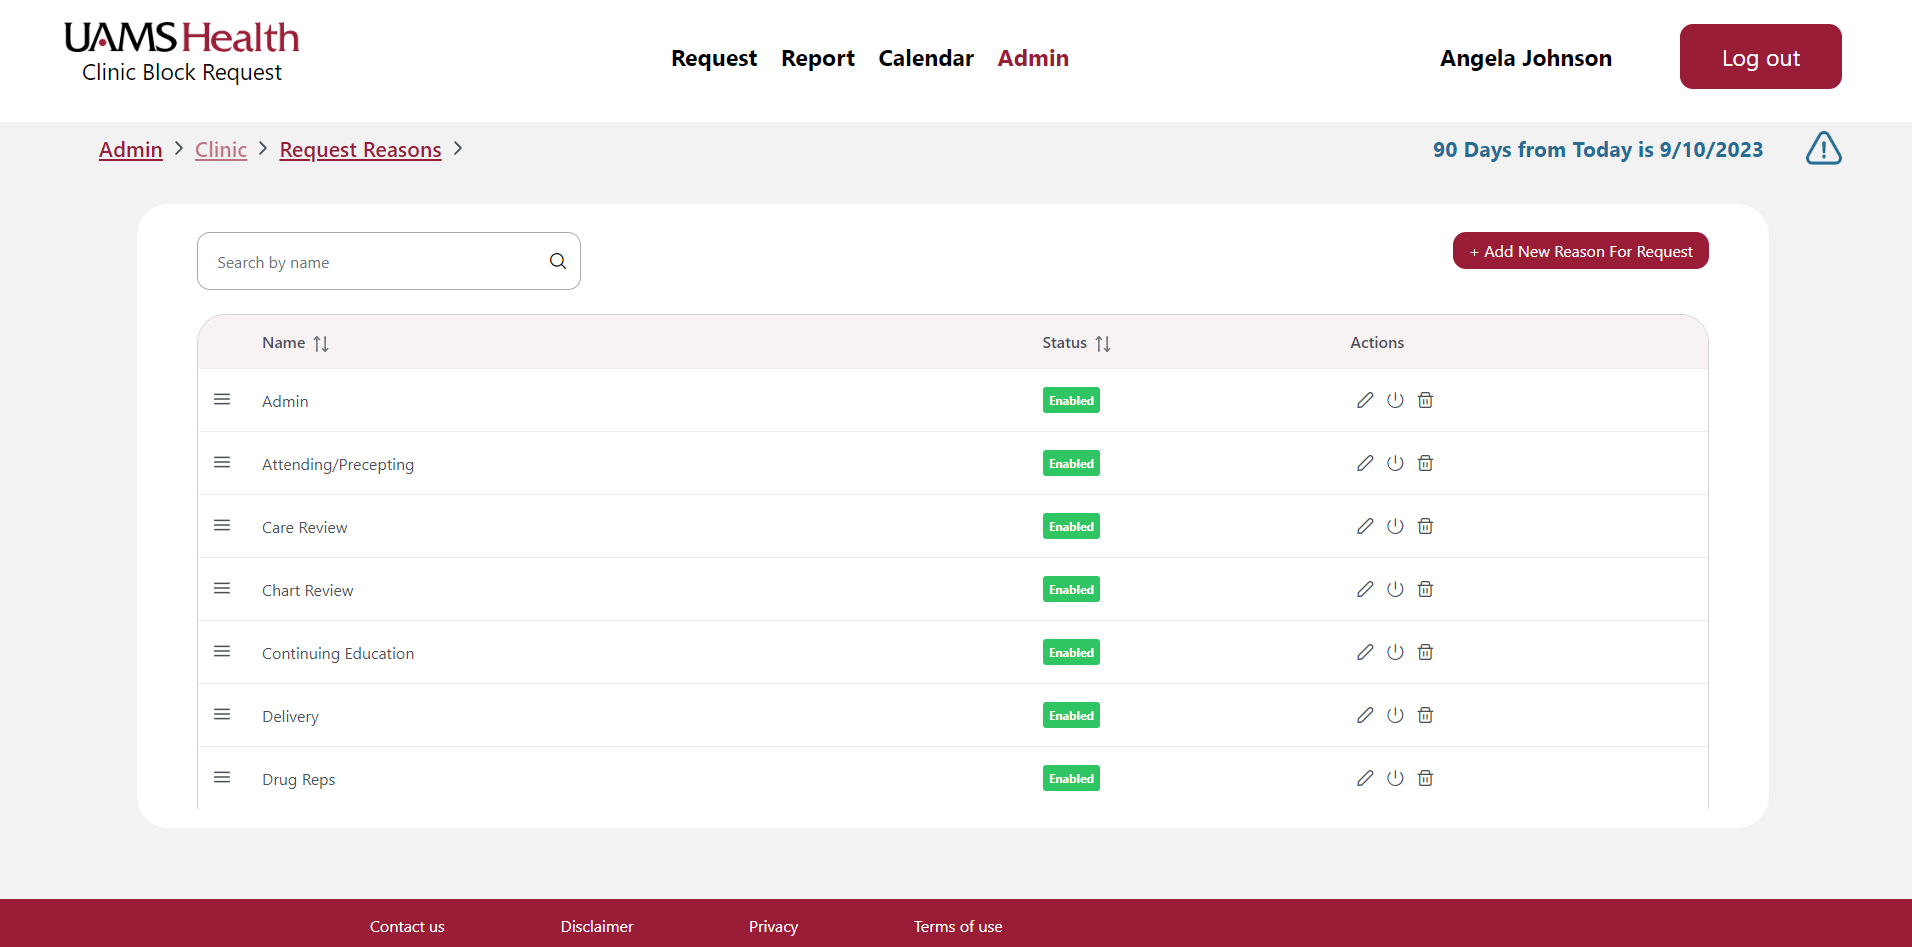 UAMS Health
Clinic Block Request
Request Report Calendar Admin
Angela Johnson
Log out
Admin > Clinic > Request Reasons >
90 Days from Today is 9/10/2023
Search by name
+ Add New Reason For Request
Name Status Actions
Admin Enabled
Attending/Precepting Enabled
Care Review Enabled
Chart Review Enabled
Continuing Education Enabled
Delivery Enabled
Drug Reps Enabled
Contact us Disclaimer Privacy Terms of use